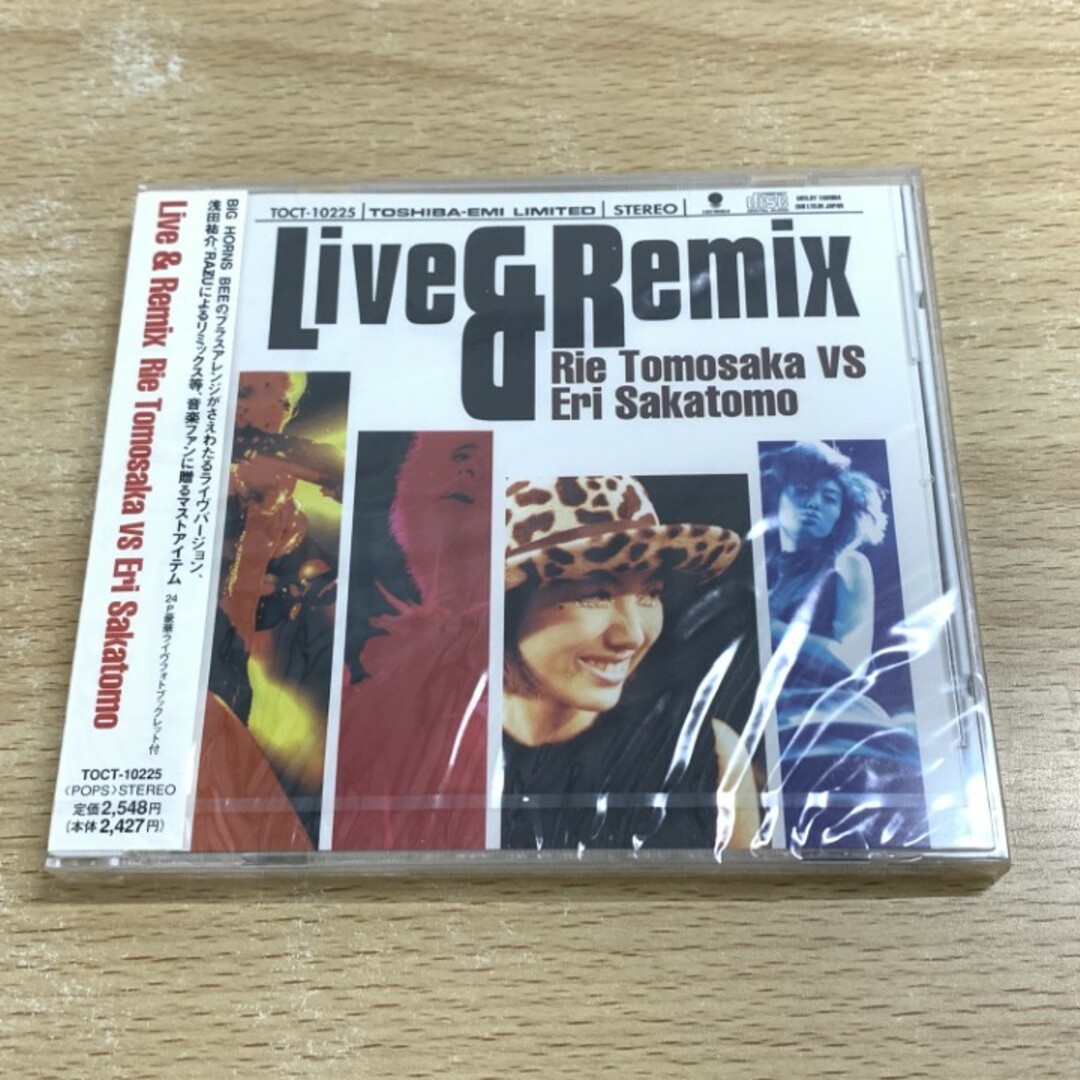 TOCT-10225 TOSHIBA-EMI LIMITED STEREO
Live & Remix
Rie Tomosaka VS
Eri Sakatomo
BIG HORNS BEEのブラスアレンジがさえわたるライヴバージョン、
浅田祐介、RAZUによるリミックス等、音楽ファンに贈るマストアイテム
24P豪華ライヴフォトブックレット付
Live & Remix Rie Tomosaka VS Eri Sakatomo
TOCT-10225
〈POPS〉STEREO
定価2,548円
(本体2,427円)